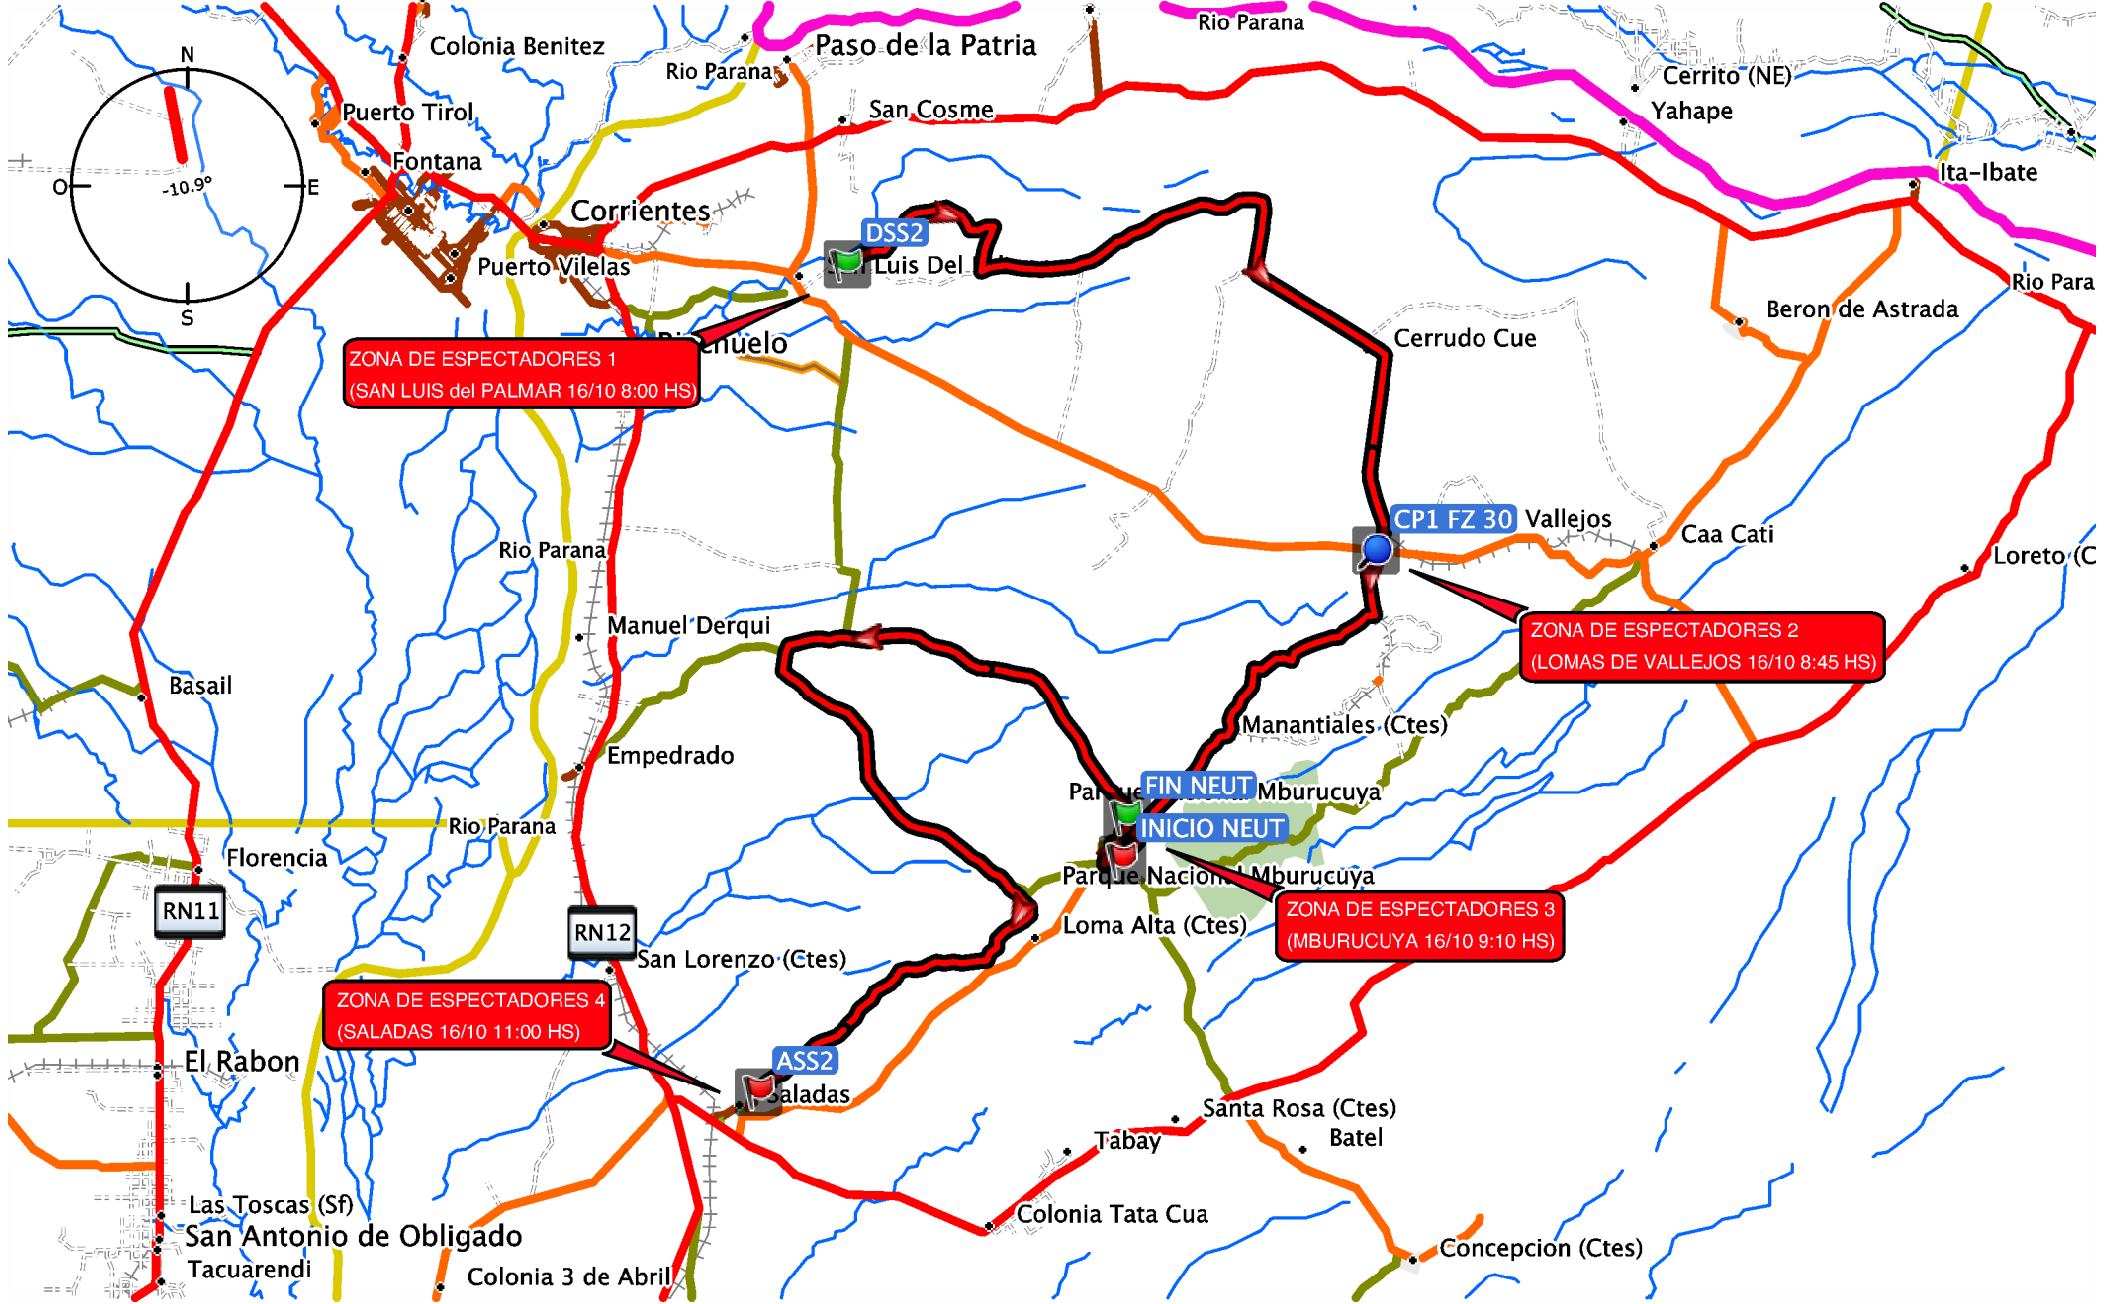 Rio Parana
Colonia Benitez
Paso de la Patria
N
Rio Parana
Cerrito (NE)
Puerto Tirol
San Cosme
Yahape
Fontana
-10.9°
O
E
Ita-Ibate
Corrientes
DSS2
Puerto Vilelas
Luis Del
Rio Para
S
Beron de Astrada
Cerrudo Cue
huelo
ZONA DE ESPECTADORES 1
(SAN LUIS del PALMAR 16/10 8:00 HS)
CP1 FZ 30
Vallejos
Caa Cati
Rio Parana
Loreto (C
Manuel Derqui
ZONA DE ESPECTADORES 2
(LOMAS DE VALLEJOS 16/10 8:45 HS)
Basail
Manantiales (Ctes)
Empedrado
FIN NEUT
Mburucuya
INICIO NEUT
Rio Parana
Florencia
Parque Nacional Mburucuya
RN11
ZONA DE ESPECTADORES 3
(MBURUCUYA 16/10 9:10 HS)
Loma Alta (Ctes)
RN12
San Lorenzo (Ctes)
ZONA DE ESPECTADORES 4
(SALADAS 16/10 11:00 HS)
El Rabon
ASS2
Saladas
Santa Rosa (Ctes)
Batel
Tabay
Las Toscas (Sf)
Colonia Tata Cua
San Antonio de Obligado
Concepcion (Ctes)
Tacuarendi
Colonia 3 de Abril